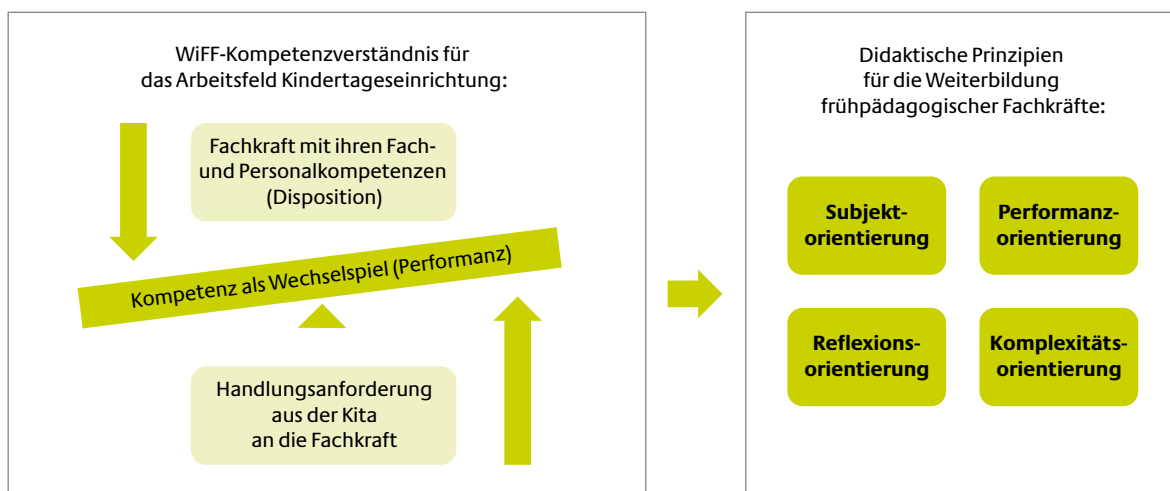 WiFF-Kompetenzverständnis für
das Arbeitsfeld Kindertageseinrichtung:
Fachkraft mit ihren Fach-
und Personalkompetenzen
(Disposition)
Kompetenz als Wechselspiel (Performanz)
Handlungsanforderung
aus der Kita
an die Fachkraft
Didaktische Prinzipien
für die Weiterbildung
frühpädagogischer Fachkräfte:
Subjekt-
orientierung
Performanz-
orientierung
Reflexions-
orientierung
Komplexitäts-
orientierung